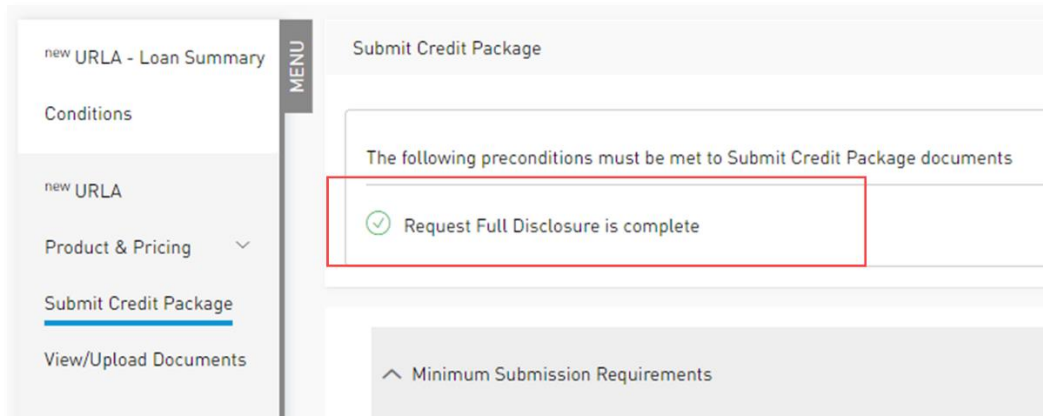 new URLA - Loan Summary
Conditions
new URLA
Product & Pricing
Submit Credit Package
View/Upload Documents
MENU
Submit Credit Package
The following preconditions must be met to Submit Credit Package documents
Request Full Disclosure is complete
Minimum Submission Requirements